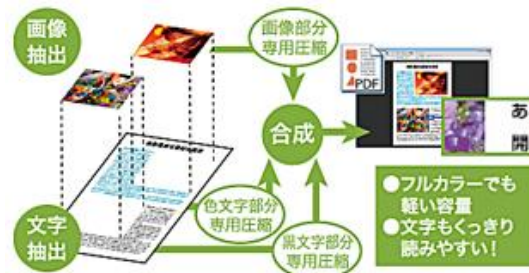 画像
抽出
画像部分
専用圧縮
PDF
合成
あ
開
色文字部分
専用圧縮
黒文字部分
専用圧縮
文字
抽出
●フルカラーでも
軽い容量
●文字もくっきり
読みやすい!